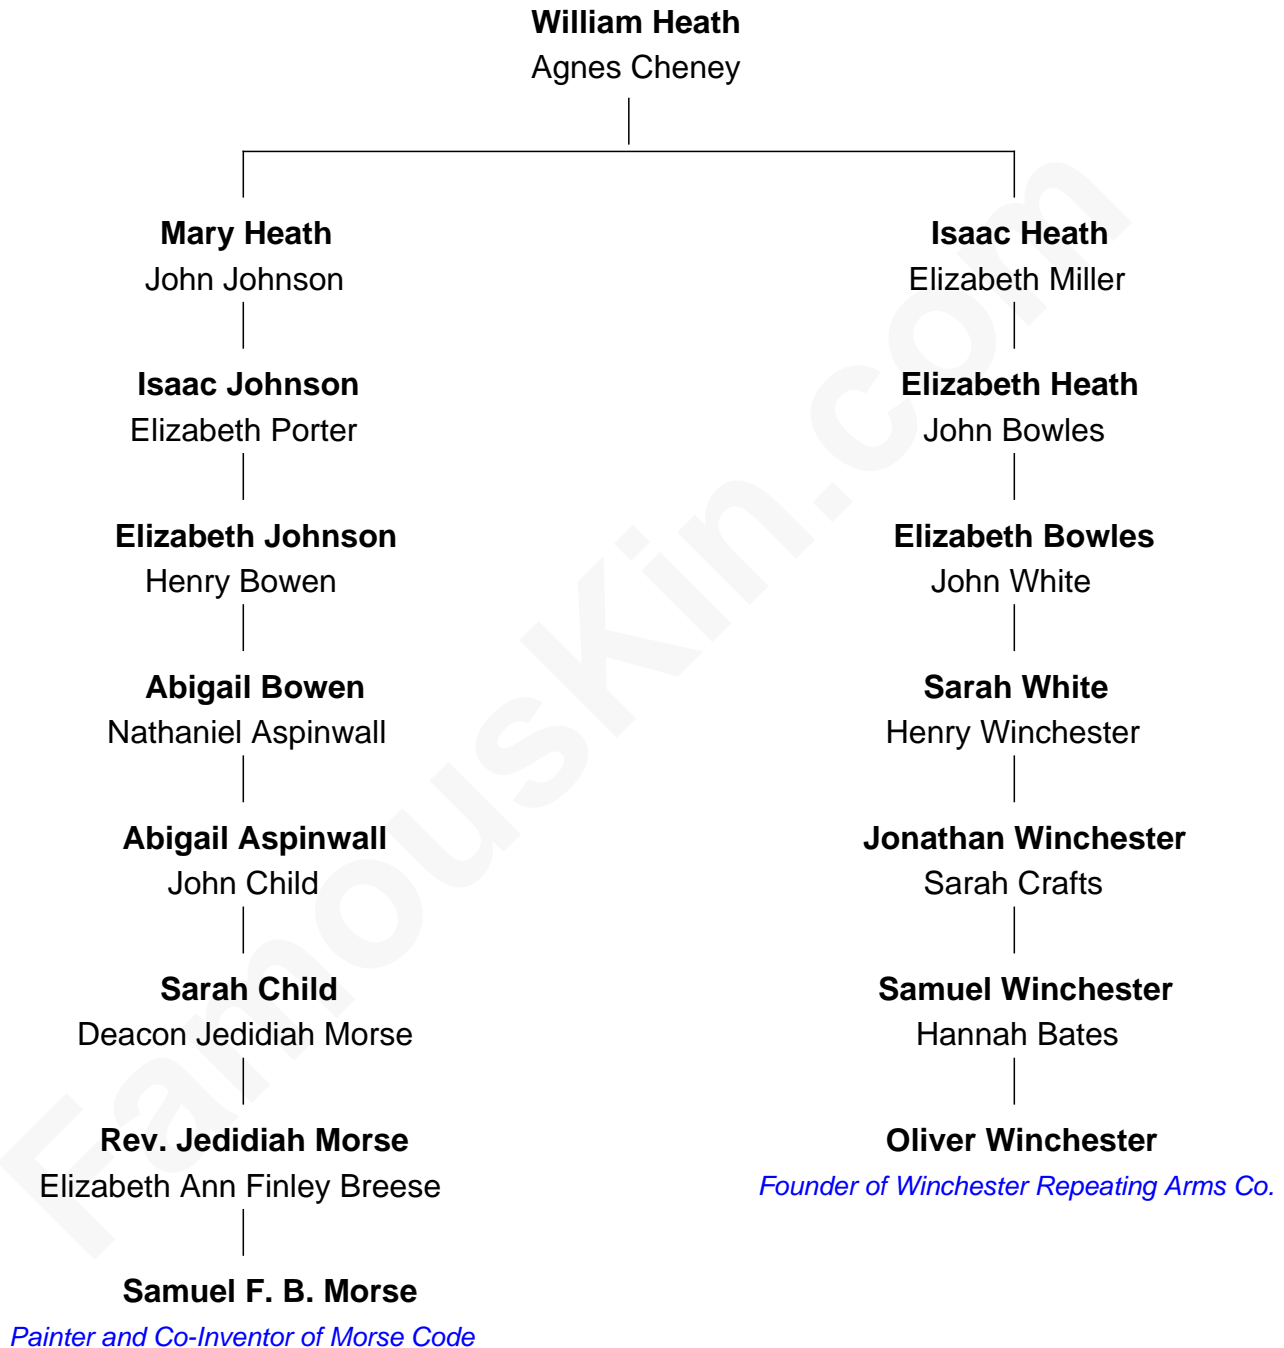 William Heath
Agnes Cheney
Mary Heath
John Johnson
Isaac Heath
Elizabeth Miller
Isaac Johnson
Elizabeth Porter
Elizabeth Heath
John Bowles
Elizabeth Johnson
Henry Bowen
Elizabeth Bowles
John White
Abigail Bowen
Nathaniel Aspinwall
Sarah White
Henry Winchester
Abigail Aspinwall
John Child
Jonathan Winchester
Sarah Crafts
Sarah Child
Deacon Jedidiah Morse
Samuel Winchester
Hannah Bates
Rev. Jedidiah Morse
Elizabeth Ann Finley Breese
Oliver Winchester
Founder of Winchester Repeating Arms Co.
Samuel F. B. Morse
Painter and Co-Inventor of Morse Code
FamousKin.com